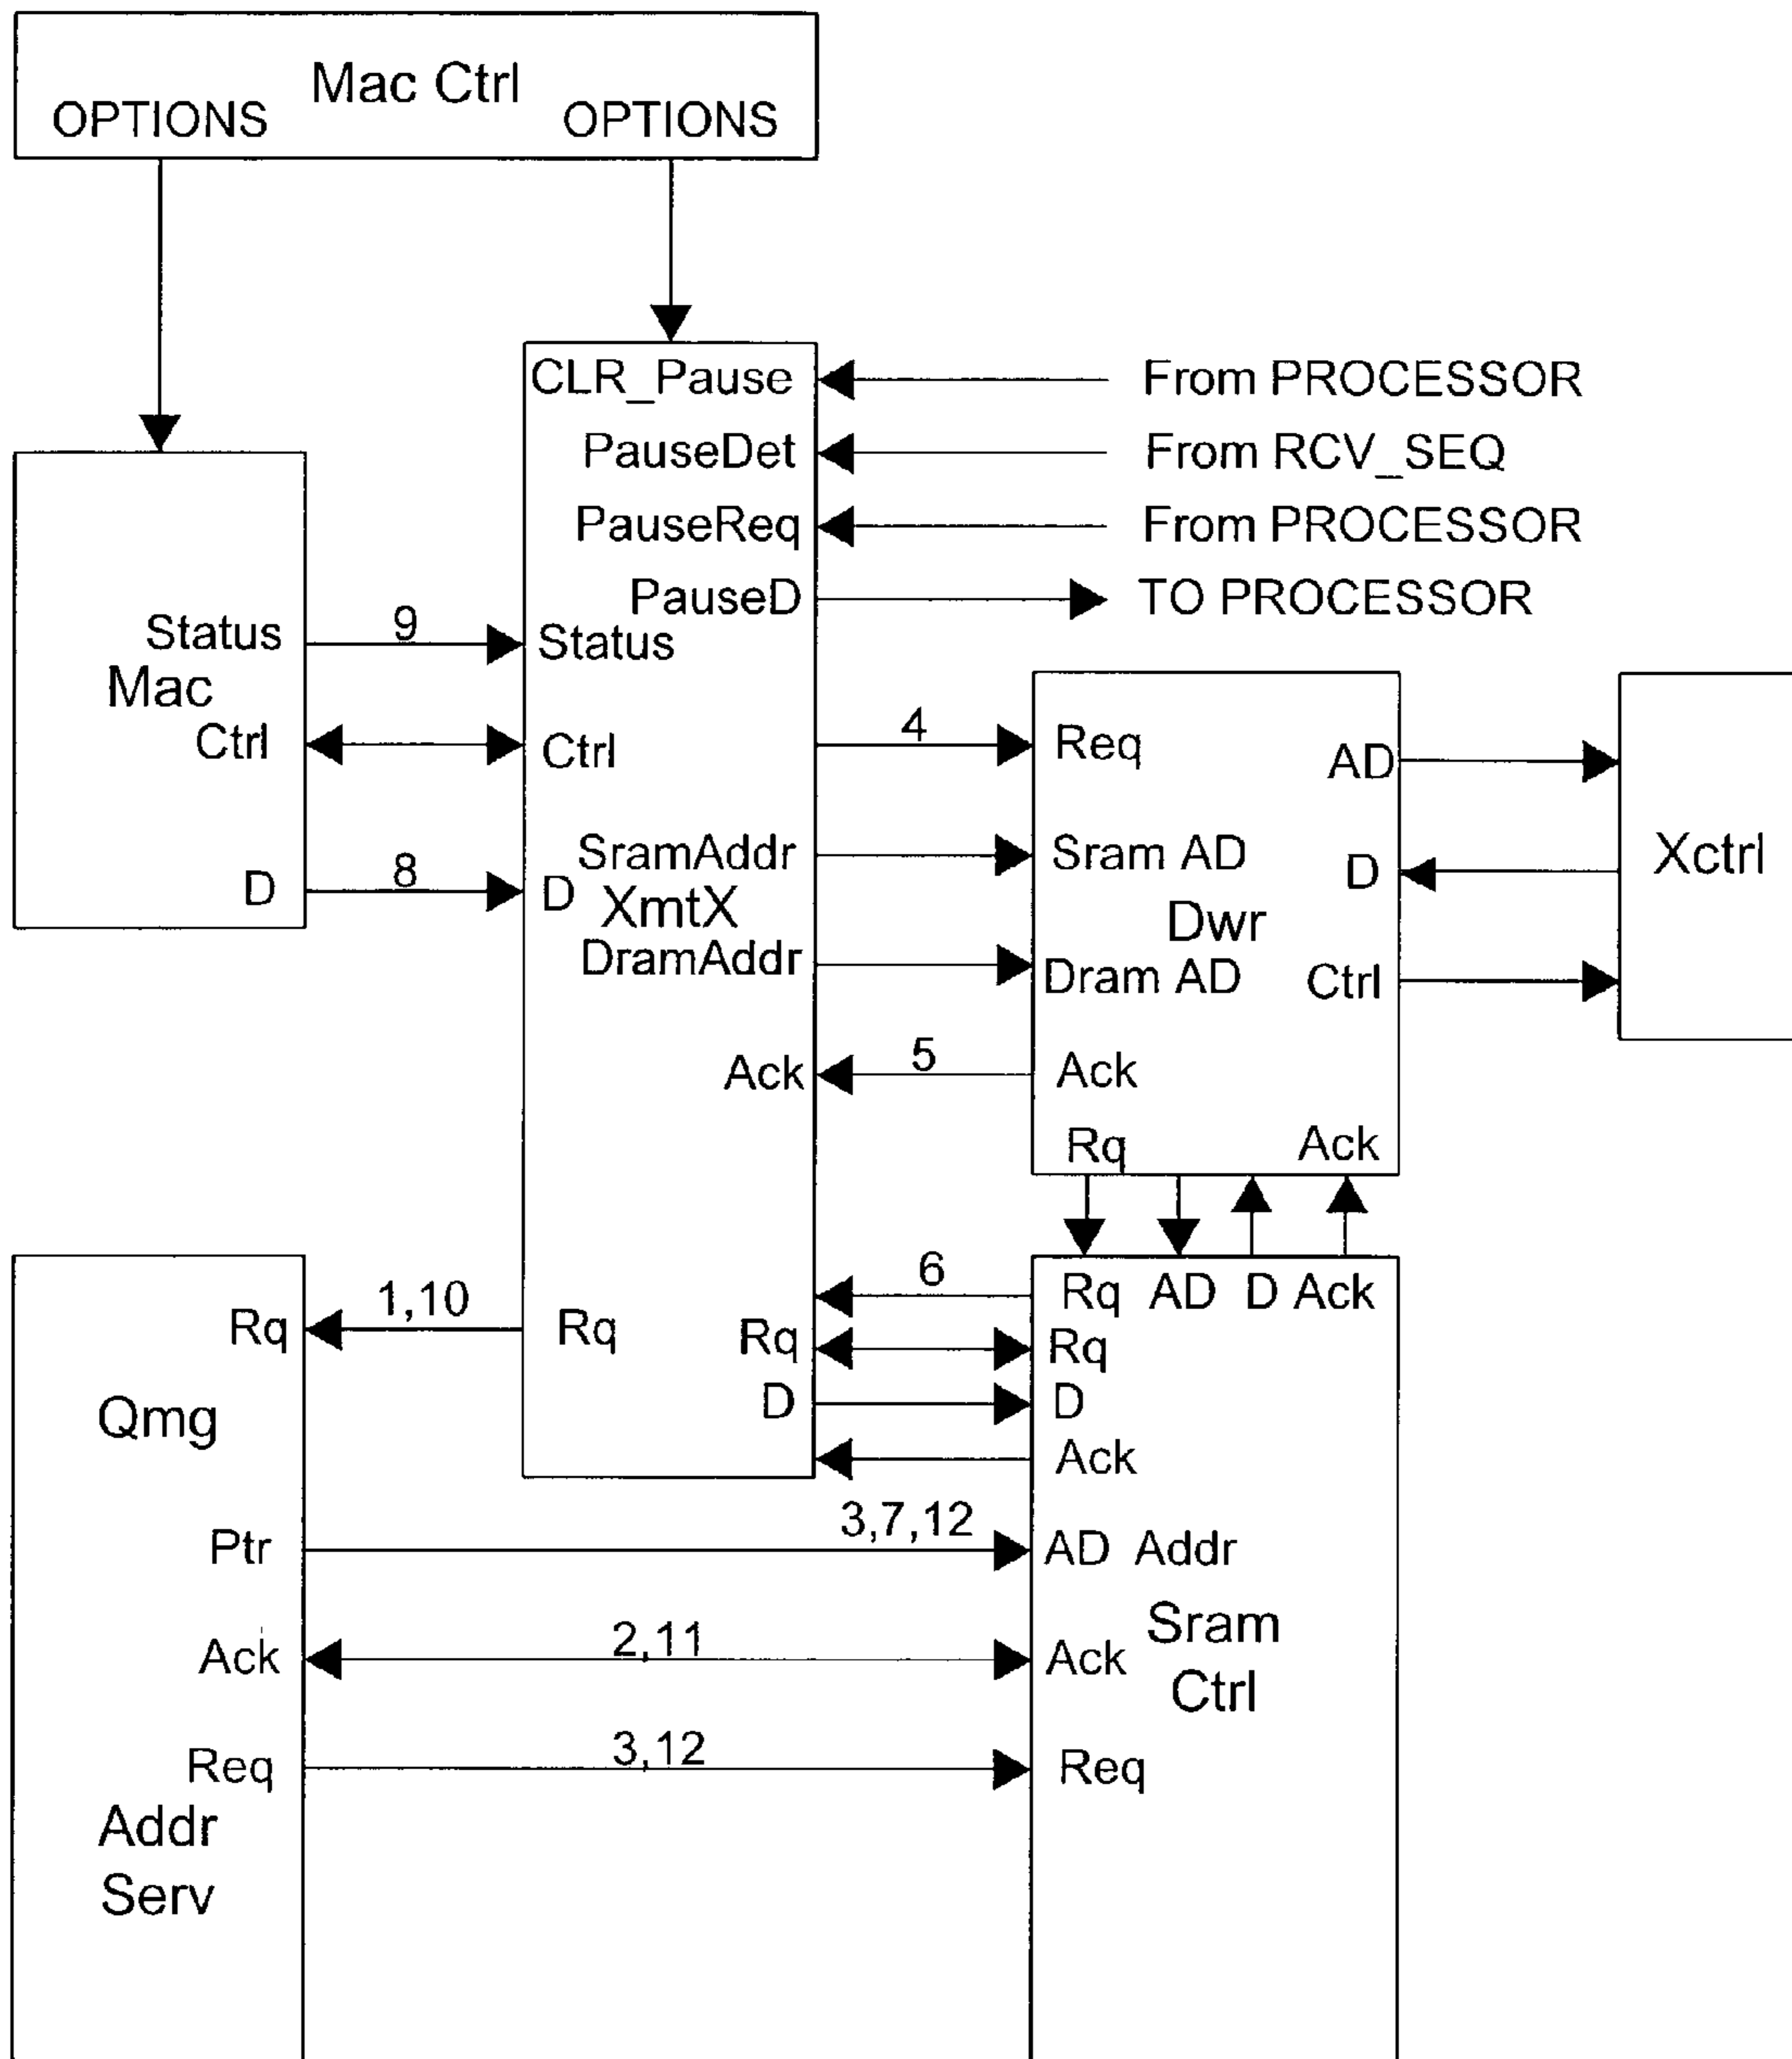 Mac Ctrl
OPTIONS OPTIONS
CLR_Pause From PROCESSOR
PauseDet From RCV_SEQ
PauseReq From PROCESSOR
PauseD TO PROCESSOR
Status 9 Status
Mac
Ctrl Ctrl 4 Req AD
D 8 D SramAddr Sram AD D Xctrl
XmtX Dwr
DramAddr Dram AD Ctrl
Ack 5 Ack
Rq Ack
6 Rq AD D Ack
Rq 1,10 Rq Rq Rq
Qmg D D
Ack
Ptr 3,7,12 AD Addr
Ack 2,11 Ack
Sram
Ctrl
Req 3,12 Req
Addr
Serv